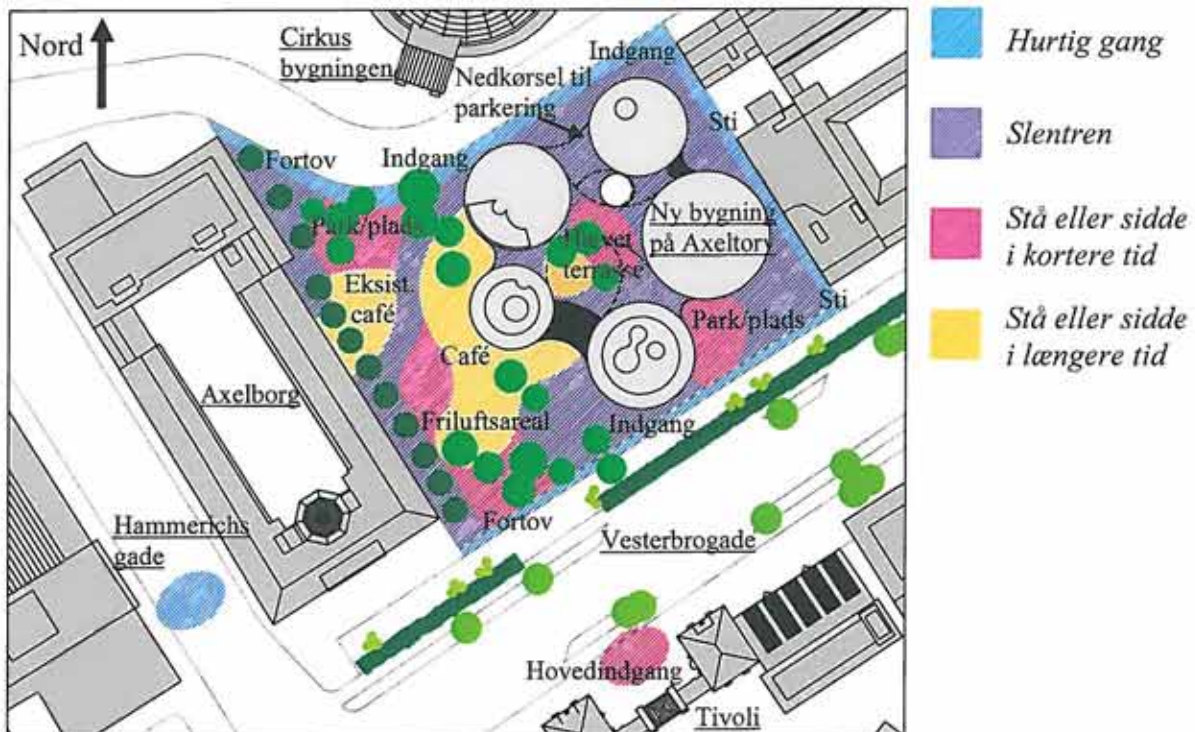 Nord
Cirkus
bygningen
Nedkørsel til
parkering
Indgang
Sti
Fortov
Indgang
Park/plads
Ny bygning
på Axeltorv
Hævet
terrasse
Eksist.
café
Sti
Park/plads
Café
Axelborg
Friluftsareal
Indgang
Fortov
Hammerichs
gade
Vesterbrogade
Hovedindgang
Tivoli
Hurtig gang
Slentren
Stå eller sidde
i kortere tid
Stå eller sidde
i længere tid